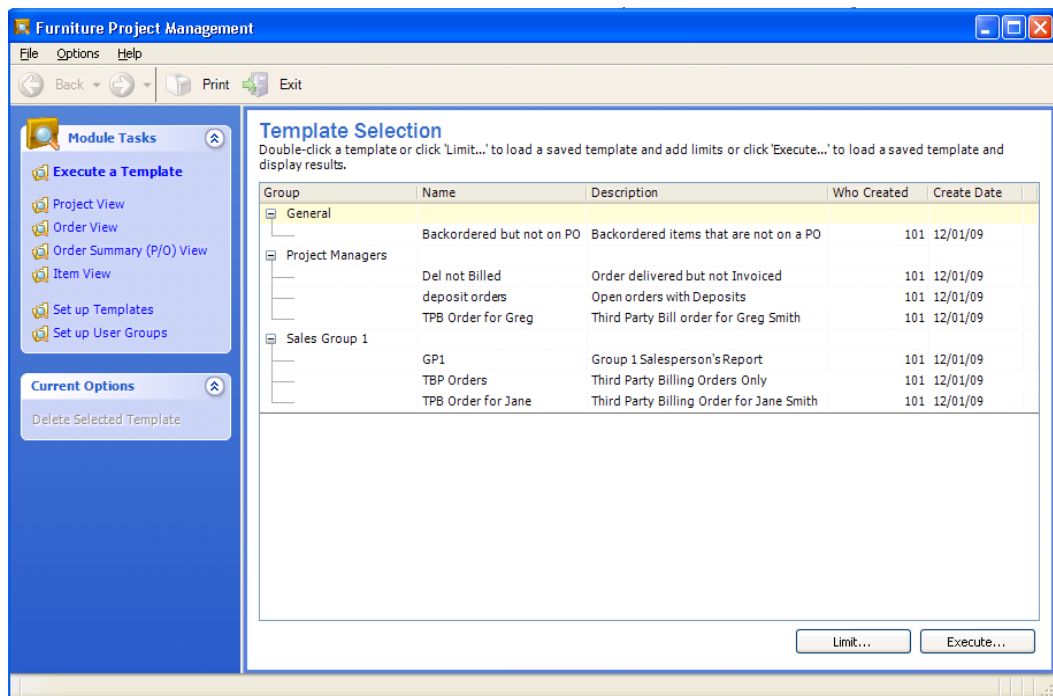 Furniture Project Management
File Options Help
Back Print Exit
Module Tasks
Execute a Template
Project View
Order View
Order Summary (P/O) View
Item View
Set up Templates
Set up User Groups
Current Options
Delete Selected Template
Template Selection
Double-click a template or click 'Limit...' to load a saved template and add limits or click 'Execute...' to load a saved template and
display results.
Group Name Description Who Created Create Date
General
Backordered but not on PO Backordered items that are not on a PO 101 12/01/09
Project Managers
Del not Billed Order delivered but not Invoiced 101 12/01/09
deposit orders Open orders with Deposits 101 12/01/09
TPB Order for Greg Third Party Bill order for Greg Smith 101 12/01/09
Sales Group 1
GP1 Group 1 Salesperson's Report 101 12/01/09
TBP Orders Third Party Billing Orders Only 101 12/01/09
TPB Order for Jane Third Party Billing Order for Jane Smith 101 12/01/09
Limit... Execute...